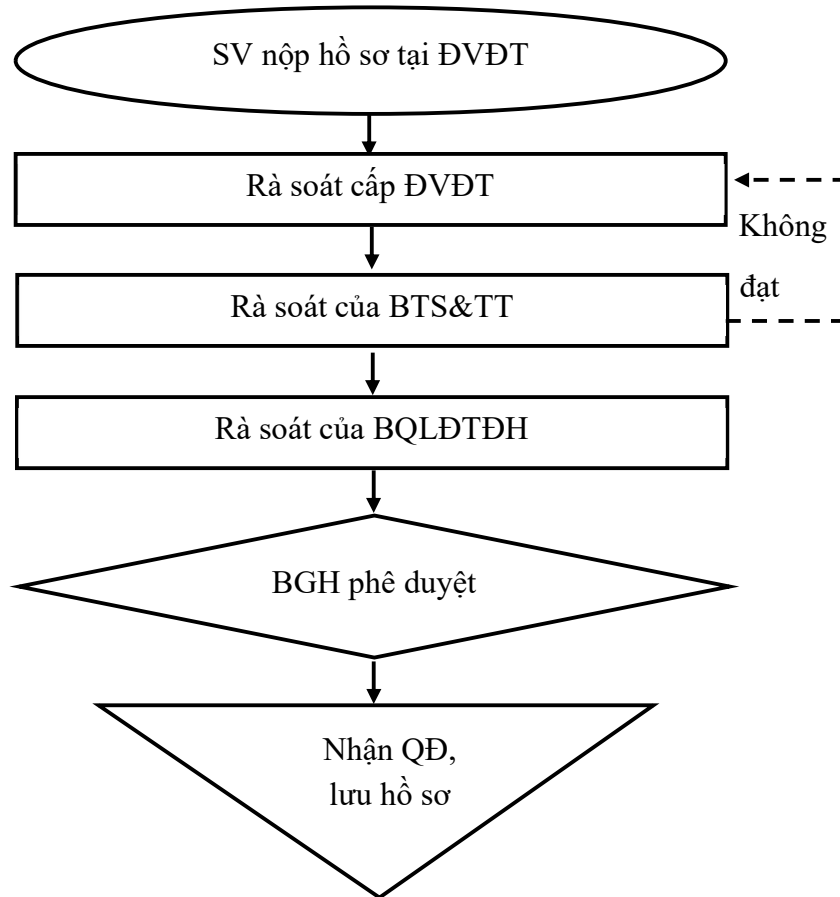 SV nộp hồ sơ tại ĐVĐT
Rà soát cấp ĐVĐT
Không
đạt
Rà soát của BTS&TT
Rà soát của BQLĐTĐH
BGH phê duyệt
Nhận QĐ,
lưu hồ sơ